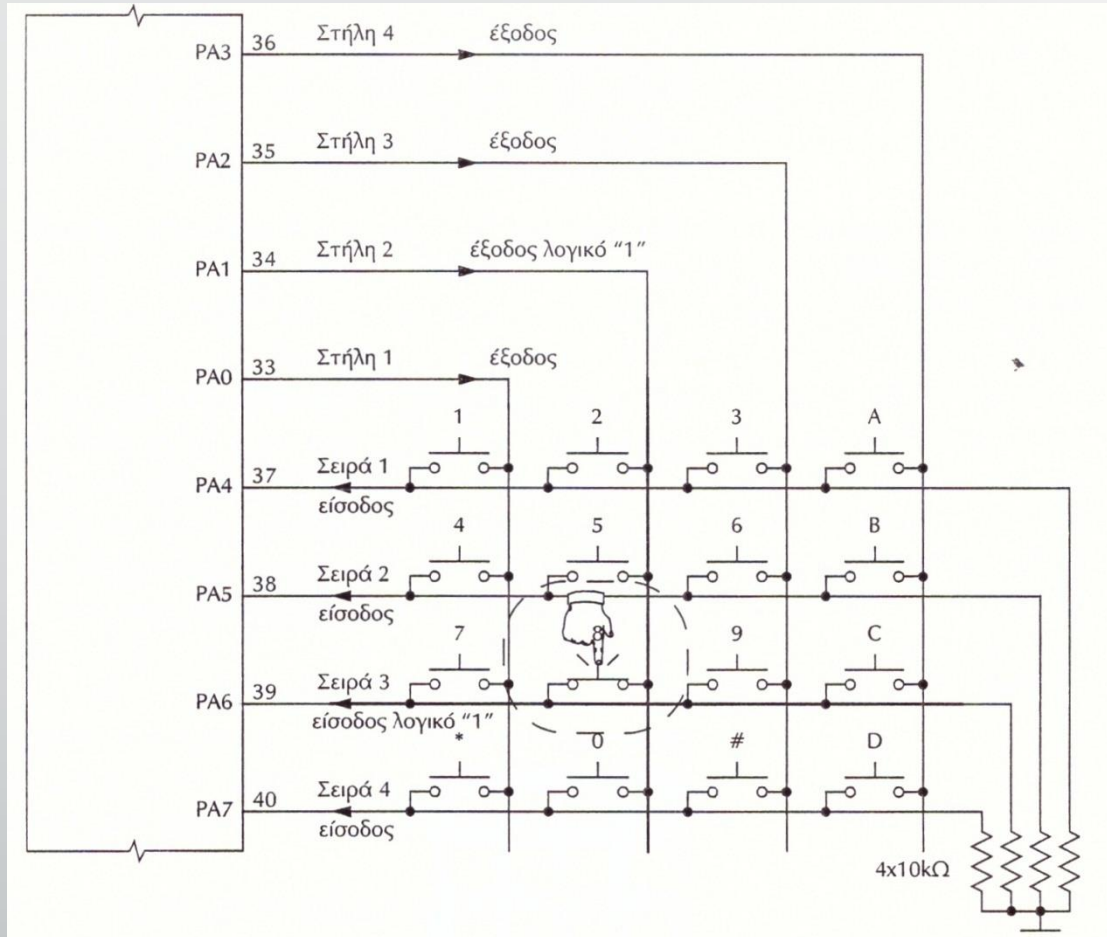 PA3 36 Στήλη 4 έξοδος
PA2 35 Στήλη 3 έξοδος
PA1 34 Στήλη 2 έξοδος λογικό “1”
PA0 33 Στήλη 1 έξοδος
1 2 3 A
PA4 37 Σειρά 1
είσοδος
4 5 6 B
PA5 38 Σειρά 2
είσοδος
7 8 9 C
PA6 39 Σειρά 3
είσοδος λογικό “1”
* 0 # D
PA7 40 Σειρά 4
είσοδος
4x10kΩ